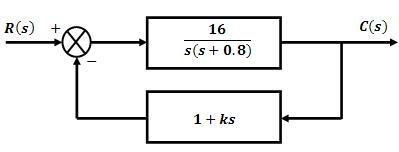 R(s) +
16
s(s + 0.8)
C(s)
−
1 + ks